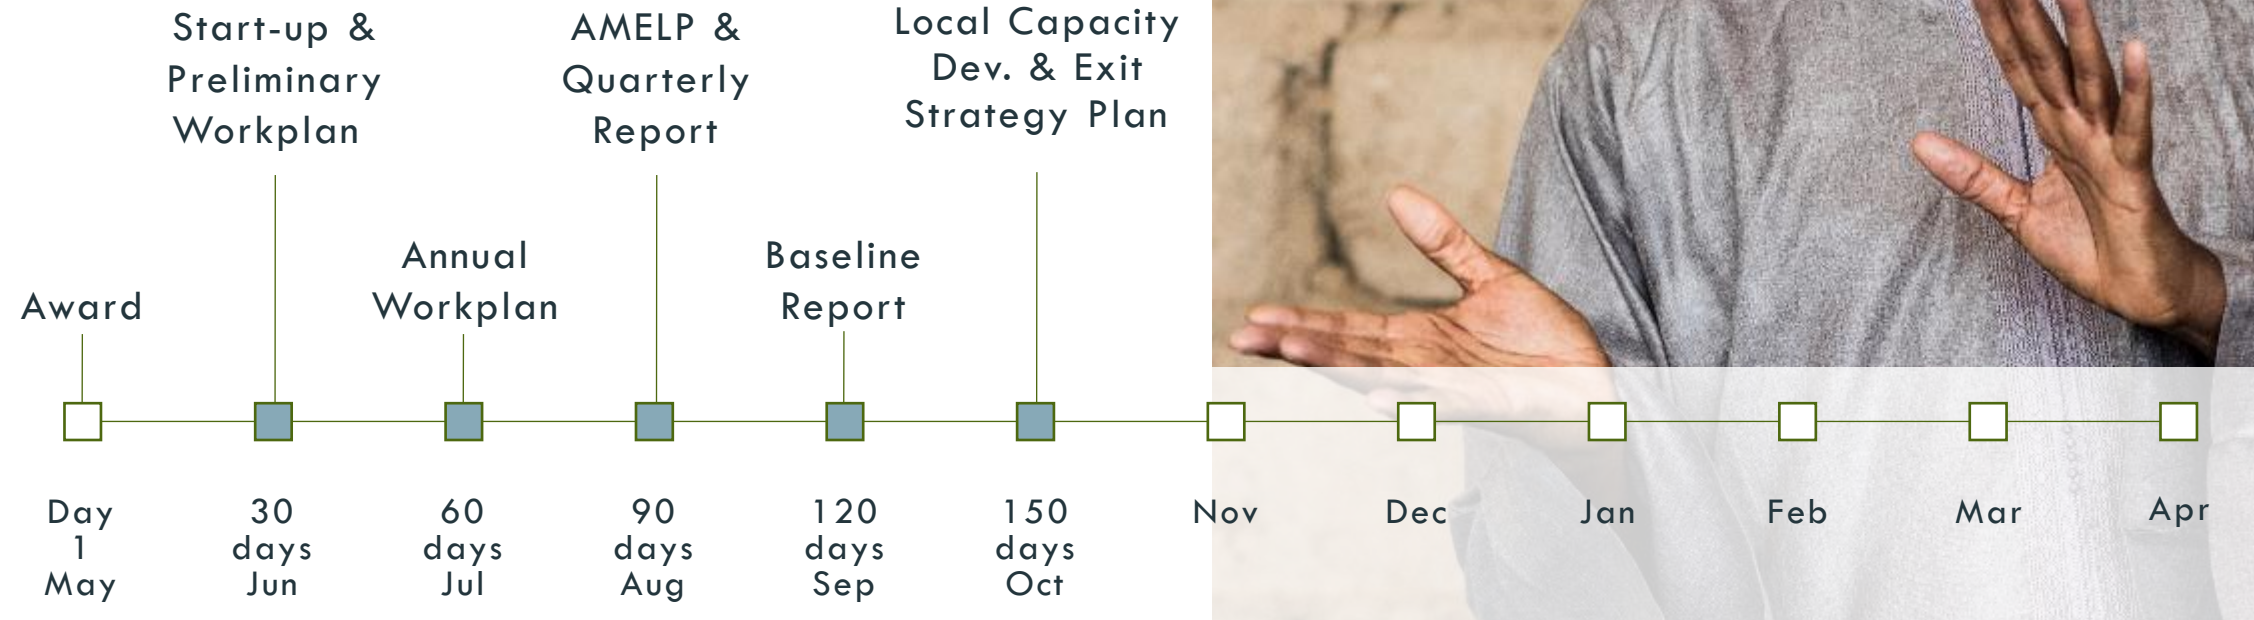 Start-up &
Preliminary
Workplan
AMELP &
Quarterly
Report
Local Capacity
Dev. & Exit
Strategy Plan
Award
Annual
Workplan
Baseline
Report
Day
1
May
30
days
Jun
60
days
Jul
90
days
Aug
120
days
Sep
150
days
Oct
Nov
Dec
Jan
Feb
Mar
Apr